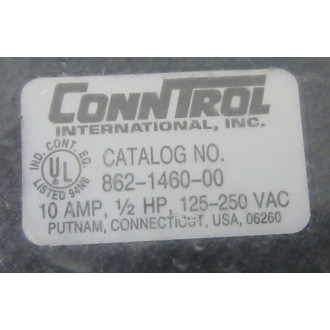 CONNTROL
INTERNATIONAL, INC.
IND. CONT. EQ.
UL
LISTED 94N6
CATALOG NO.
862-1460-00
10 AMP, ½ HP, 125-250 VAC
PUTNAM, CONNECTICUT, USA, 06260